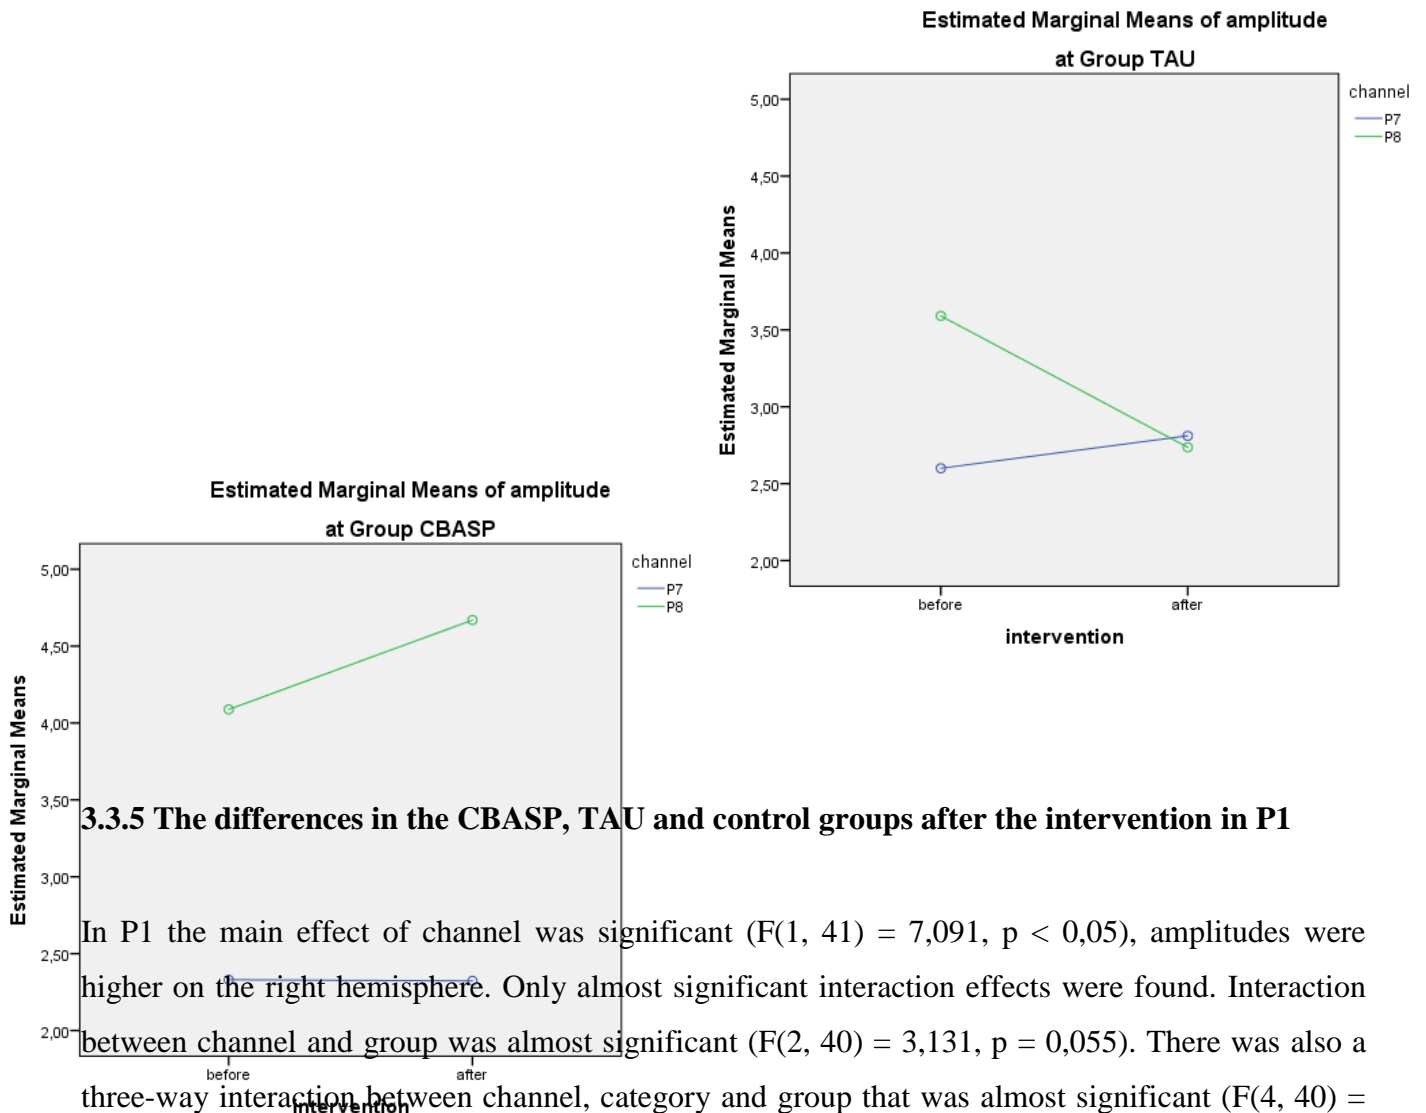 Estimated Marginal Means of amplitude
at Group TAU
channel
P7
P8
5,00
4,50
4,00
3,50
3,00
2,50
2,00
Estimated Marginal Means
before
after
intervention
Estimated Marginal Means of amplitude
at Group CBASP
channel
P7
P8
5,00
4,50
4,00
3,50
3,00
2,50
2,00
Estimated Marginal Means
before
after
intervention
3.3.5 The differences in the CBASP, TAU and control groups after the intervention in P1
In P1 the main effect of channel was significant (F(1, 41) = 7,091, p < 0,05), amplitudes were
higher on the right hemisphere. Only almost significant interaction effects were found. Interaction
between channel and group was almost significant (F(2, 40) = 3,131, p = 0,055). There was also a
three-way interaction between channel, category and group that was almost significant (F(4, 40) =